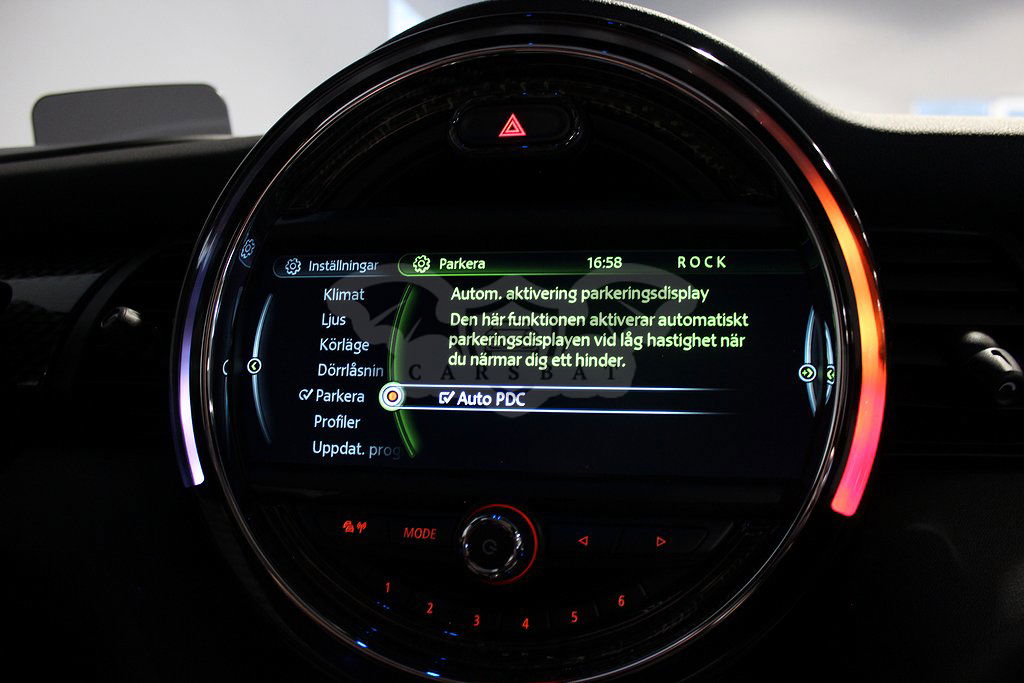 Inställningar
Parkera 16:58 ROCK
Klimat
Ljus
Körläge
Dörrlåsnin
Parkera
Profiler
Uppdat. prog
Autom. aktivering parkeringsdisplay
Den här funktionen aktiverar automatiskt
parkeringsdisplayen vid låg hastighet när
du närmar dig ett hinder.
Auto PDC
CARSBAT
MODE
1 2 3 4 5 6